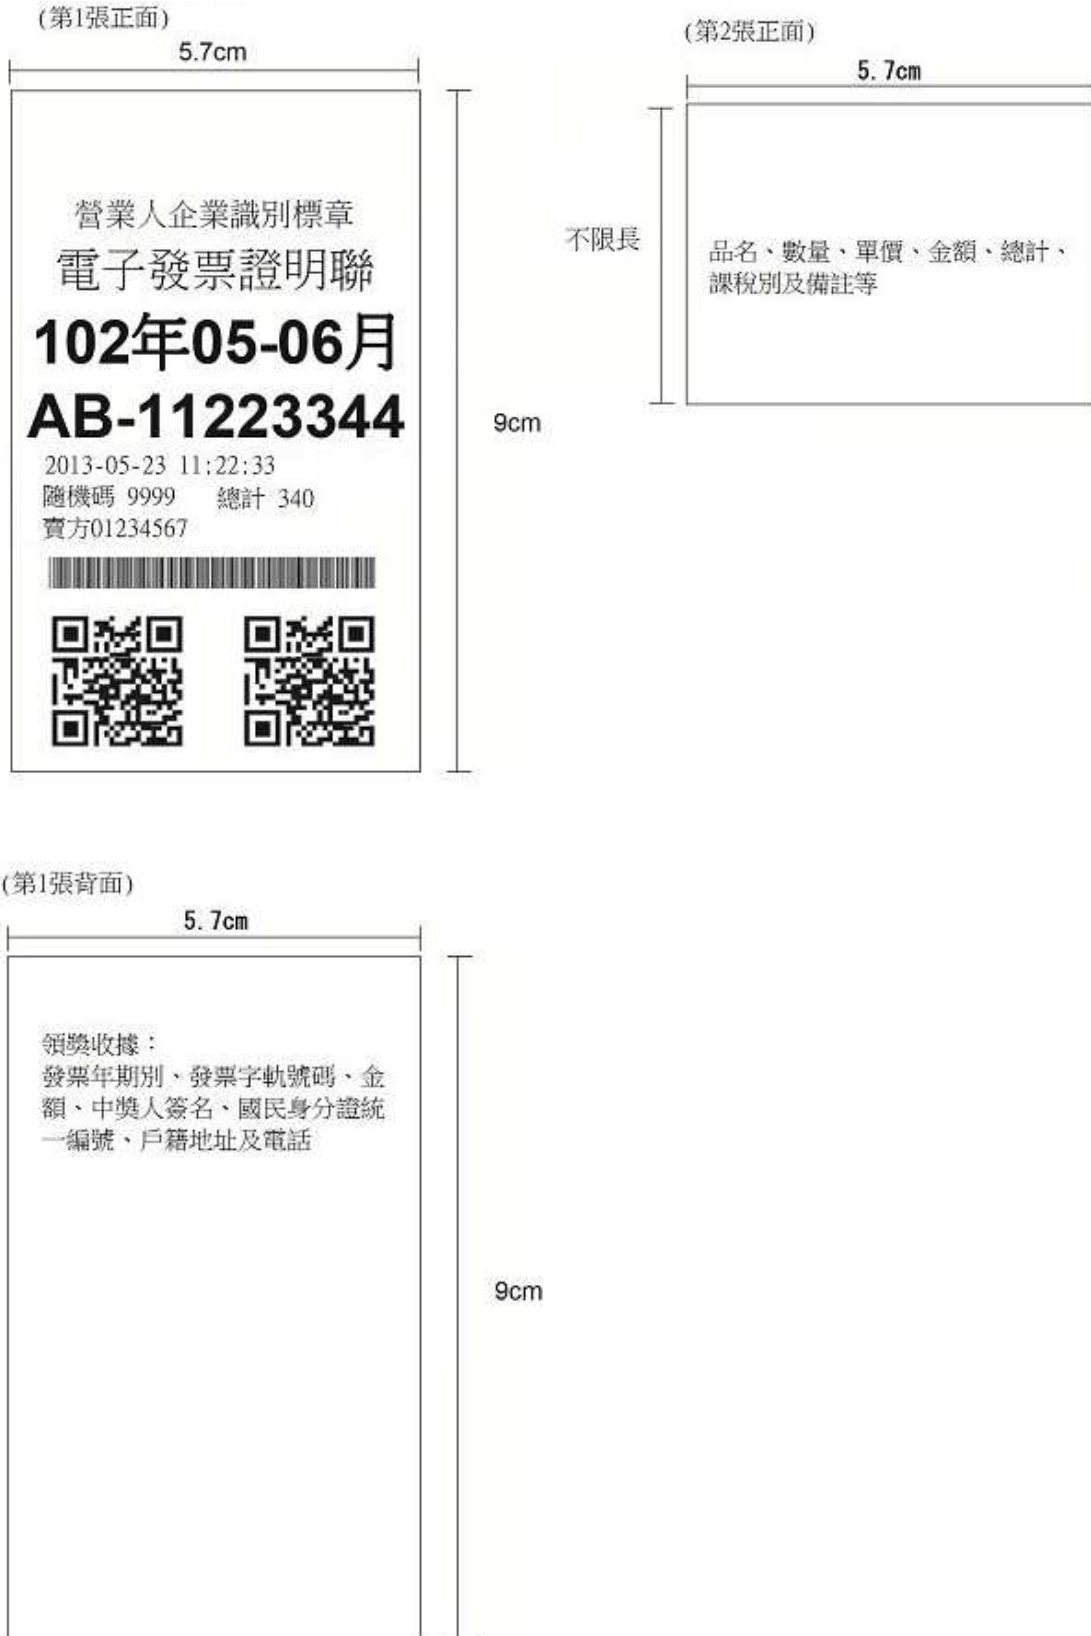 (第1張正面)
5.7cm
營業人企業識別標章
電子發票證明聯
102年05-06月
AB-11223344
2013-05-23 11:22:33
隨機碼 9999 總計 340
賣方01234567
9cm
(第2張正面)
5.7cm
不限長
品名、數量、單價、金額、總計、
課稅別及備註等
(第1張背面)
5.7cm
領獎收據：
發票年期別、發票字軌號碼、金
額、中獎人簽名、國民身分證統
一編號、戶籍地址及電話
9cm